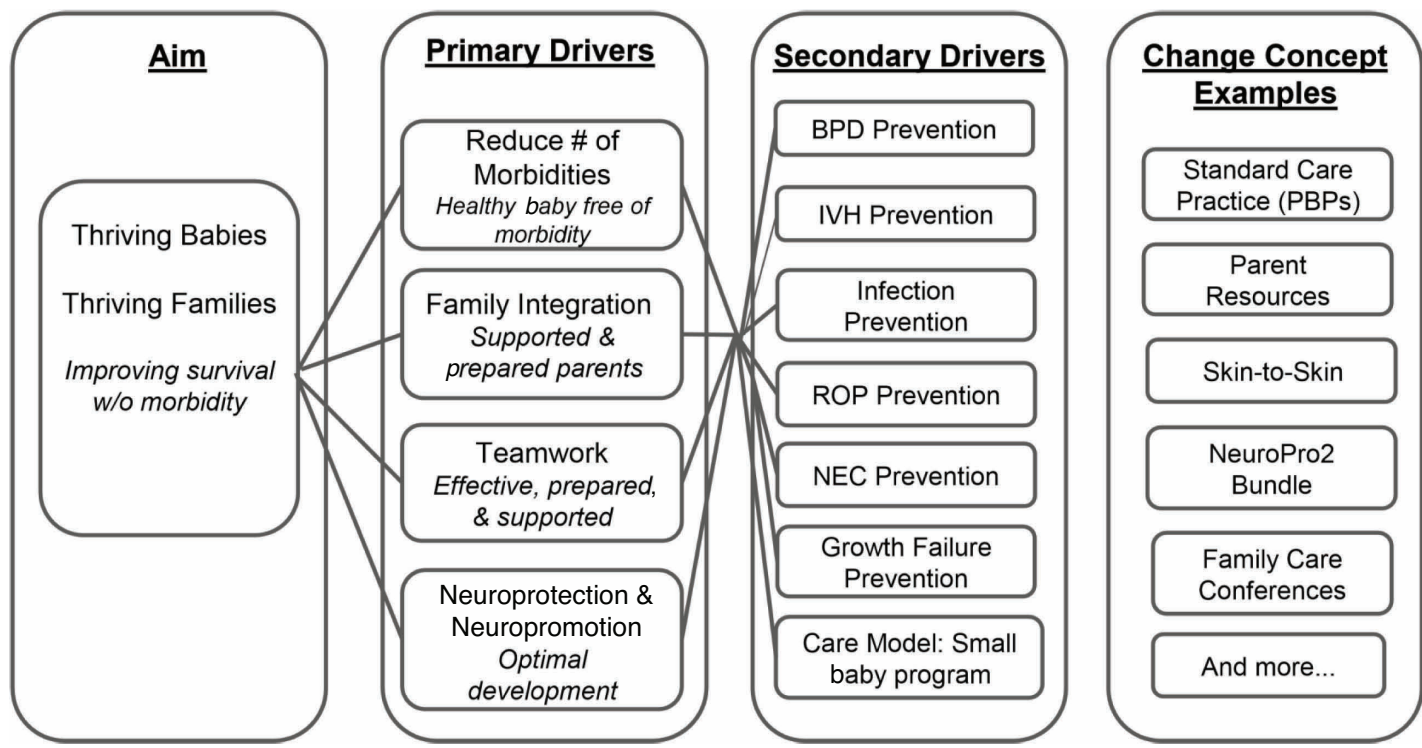 Aim
Thriving Babies
Thriving Families
Improving survival
w/o morbidity
Primary Drivers
Reduce # of
Morbidities
Healthy baby free of
morbidity
Family Integration
Supported &
prepared parents
Teamwork
Effective, prepared,
& supported
Neuroprotection &
Neuropromotion
Optimal
development
Secondary Drivers
BPD Prevention
IVH Prevention
Infection
Prevention
ROP Prevention
NEC Prevention
Growth Failure
Prevention
Care Model: Small
baby program
Change Concept
Examples
Standard Care
Practice (PBPs)
Parent
Resources
Skin-to-Skin
NeuroPro2
Bundle
Family Care
Conferences
And more...